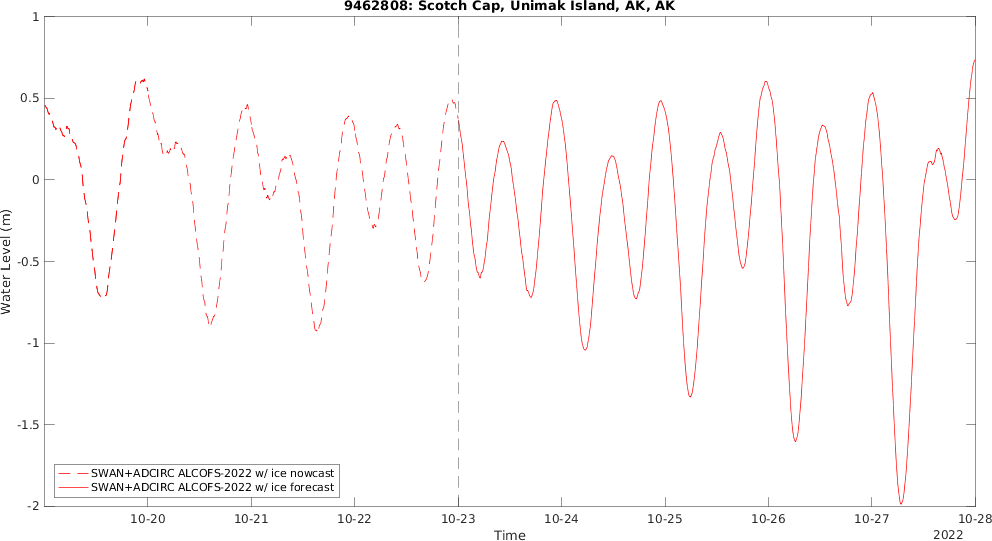 9462808: Scotch Cap, Unimak Island, AK, AK
1
0.5
0
-0.5
-1
-1.5
-2
Water Level (m)
SWAN+ADCIRC ALCOFS-2022 w/ ice nowcast
SWAN+ADCIRC ALCOFS-2022 w/ ice forecast
10-20 10-21 10-22 10-23 10-24 10-25 10-26 10-27 10-28
Time
2022